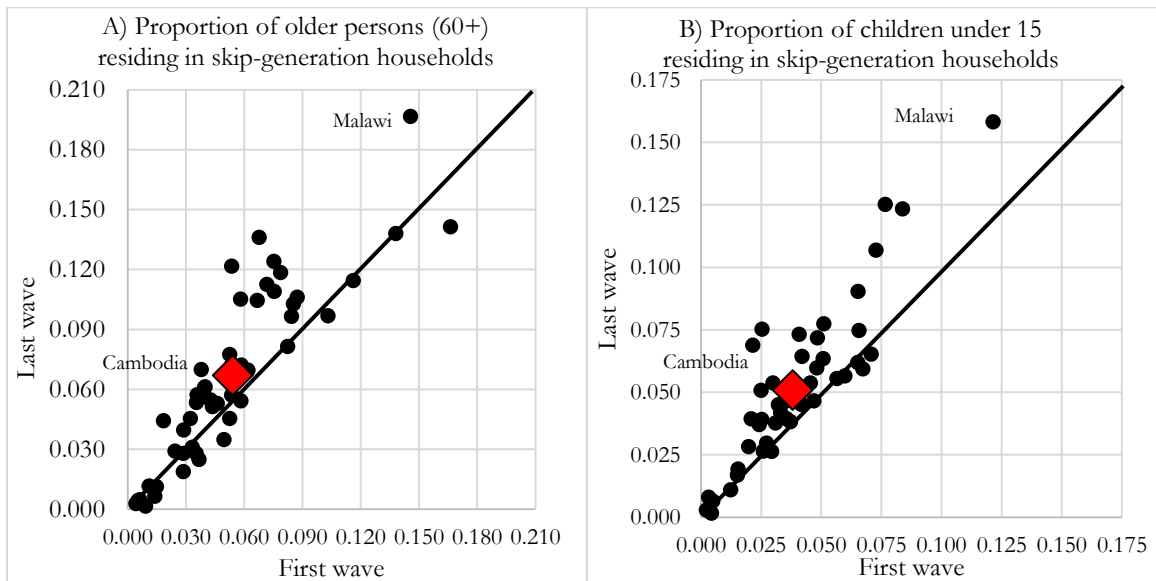 A) Proportion of older persons (60+)
residing in skip-generation households
0.210
0.180
0.150
0.120
0.090
0.060
0.030
0.000
Last wave
Malawi
Cambodia
0.000 0.030 0.060 0.090 0.120 0.150 0.180 0.210
First wave
B) Proportion of children under 15
residing in skip-generation households
0.175
0.150
0.125
0.100
0.075
0.050
0.025
0.000
Last wave
Malawi
Cambodia
0.000 0.025 0.050 0.075 0.100 0.125 0.150 0.175
First wave